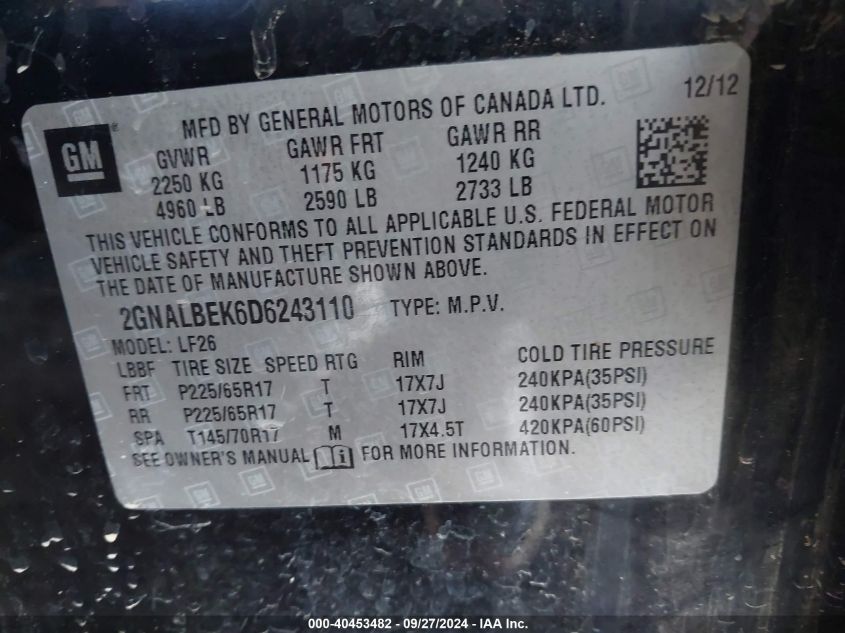 12/12
MFD BY GENERAL MOTORS OF CANADA LTD.
GM®
GVWR GAWR FRT GAWR RR
2250 KG 1175 KG 1240 KG
4960 LB 2590 LB 2733 LB
THIS VEHICLE CONFORMS TO ALL APPLICABLE U.S. FEDERAL MOTOR
VEHICLE SAFETY AND THEFT PREVENTION STANDARDS IN EFFECT ON
THE DATE OF MANUFACTURE SHOWN ABOVE.
2GNALBEK6D6243110 TYPE: M.P.V.
MODEL: LF26
LBBF TIRE SIZE SPEED RTG RIM COLD TIRE PRESSURE
FRT P225/65R17 T 17X7J 240KPA(35PSI)
RR P225/65R17 T 17X7J 240KPA(35PSI)
SPA T145/70R17 M 17X4.5T 420KPA(60PSI)
SEE OWNER'S MANUAL i FOR MORE INFORMATION.
000-40453482 - 09/27/2024 - IAA Inc.